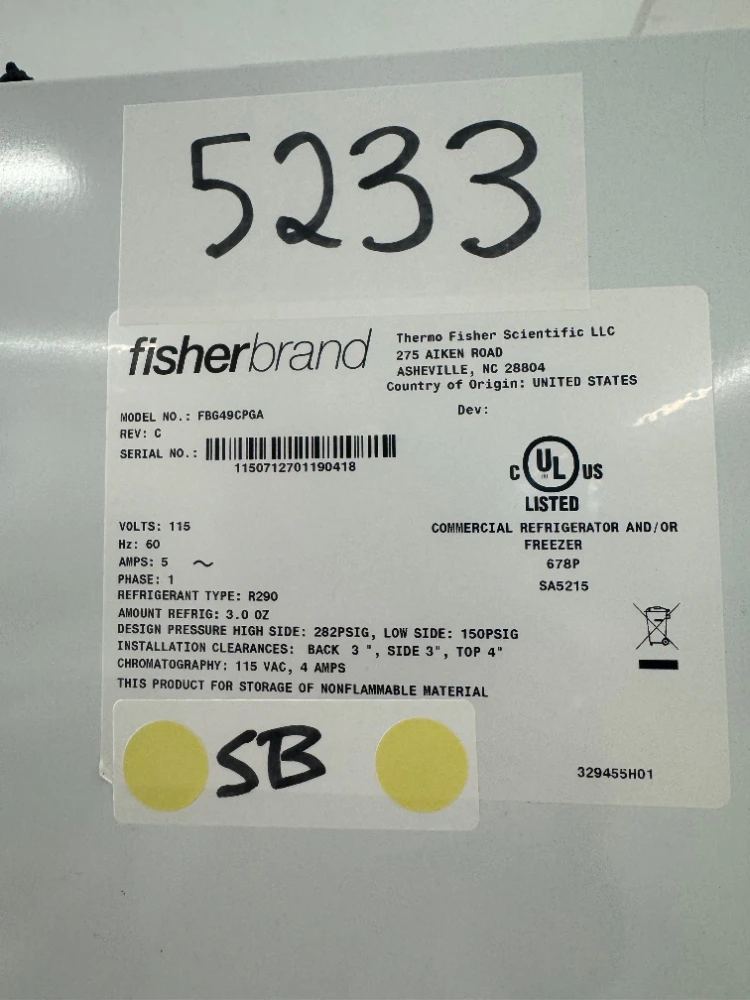 5233
fisherbrand
Thermo Fisher Scientific LLC
275 AIKEN ROAD
ASHEVILLE, NC 28804
Country of Origin: UNITED STATES
MODEL NO.: FBG49CPGA
Dev:
REV: C
SERIAL NO.:
1150712701190418
C UL US
LISTED
VOLTS: 115
Hz: 60
AMPS: 5 ~
PHASE: 1
COMMERCIAL REFRIGERATOR AND/OR
FREEZER
678P
SA5215
REFRIGERANT TYPE: R290
AMOUNT REFRIG: 3.0 OZ
DESIGN PRESSURE HIGH SIDE: 282PSIG, LOW SIDE: 150PSIG
INSTALLATION CLEARANCES: BACK 3 ", SIDE 3", TOP 4"
CHROMATOGRAPHY: 115 VAC, 4 AMPS
THIS PRODUCT FOR STORAGE OF NONFLAMMABLE MATERIAL
SB
329455H01